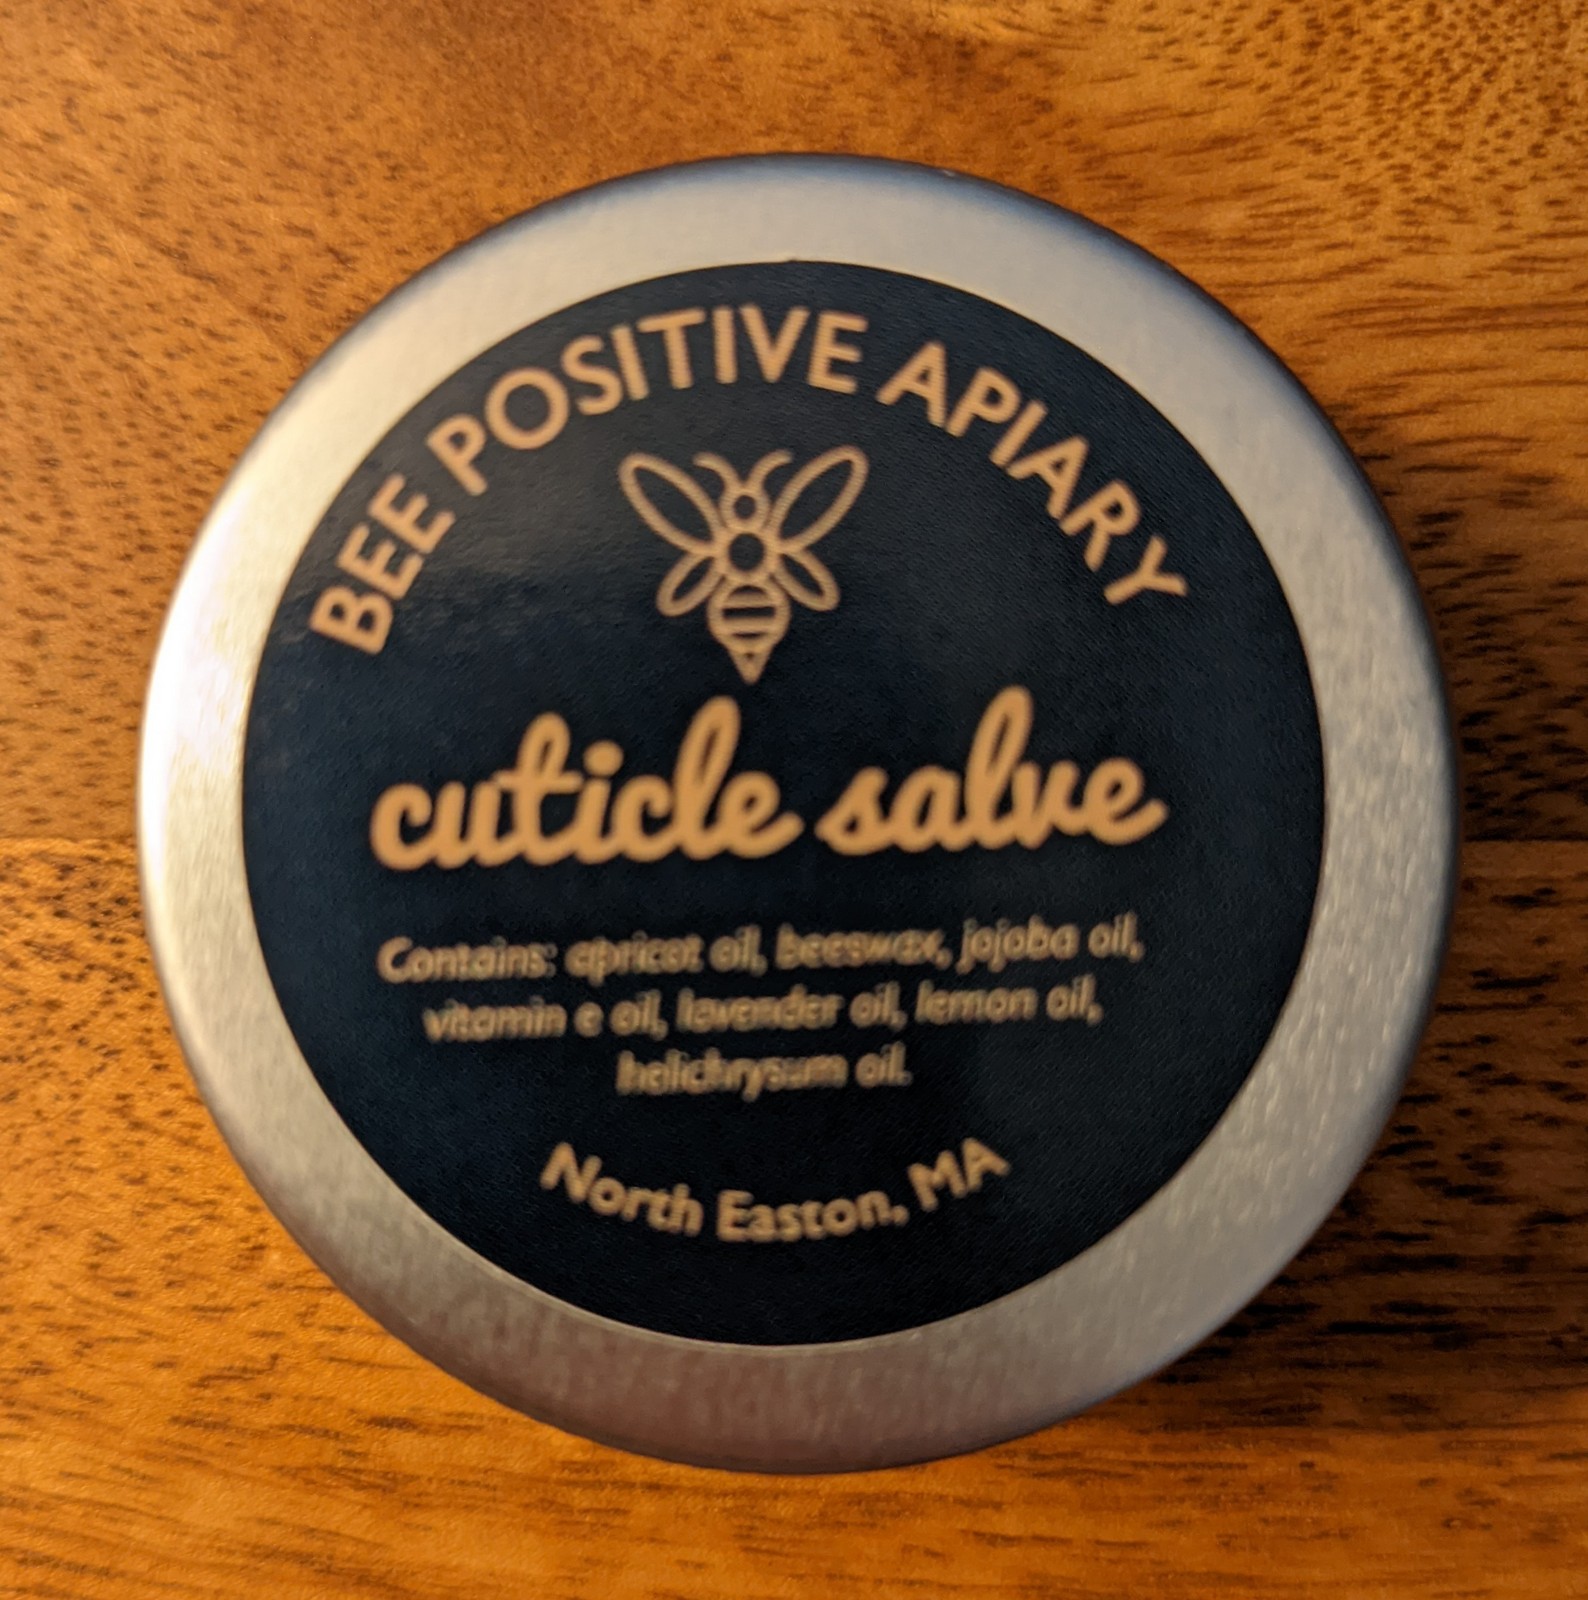 BEE POSITIVE APIARY
cuticle salve
Contains: apricot oil, beeswax, jojoba oil,
vitamin e oil, lavender oil, lemon oil,
helichrysum oil.
North Easton, MA